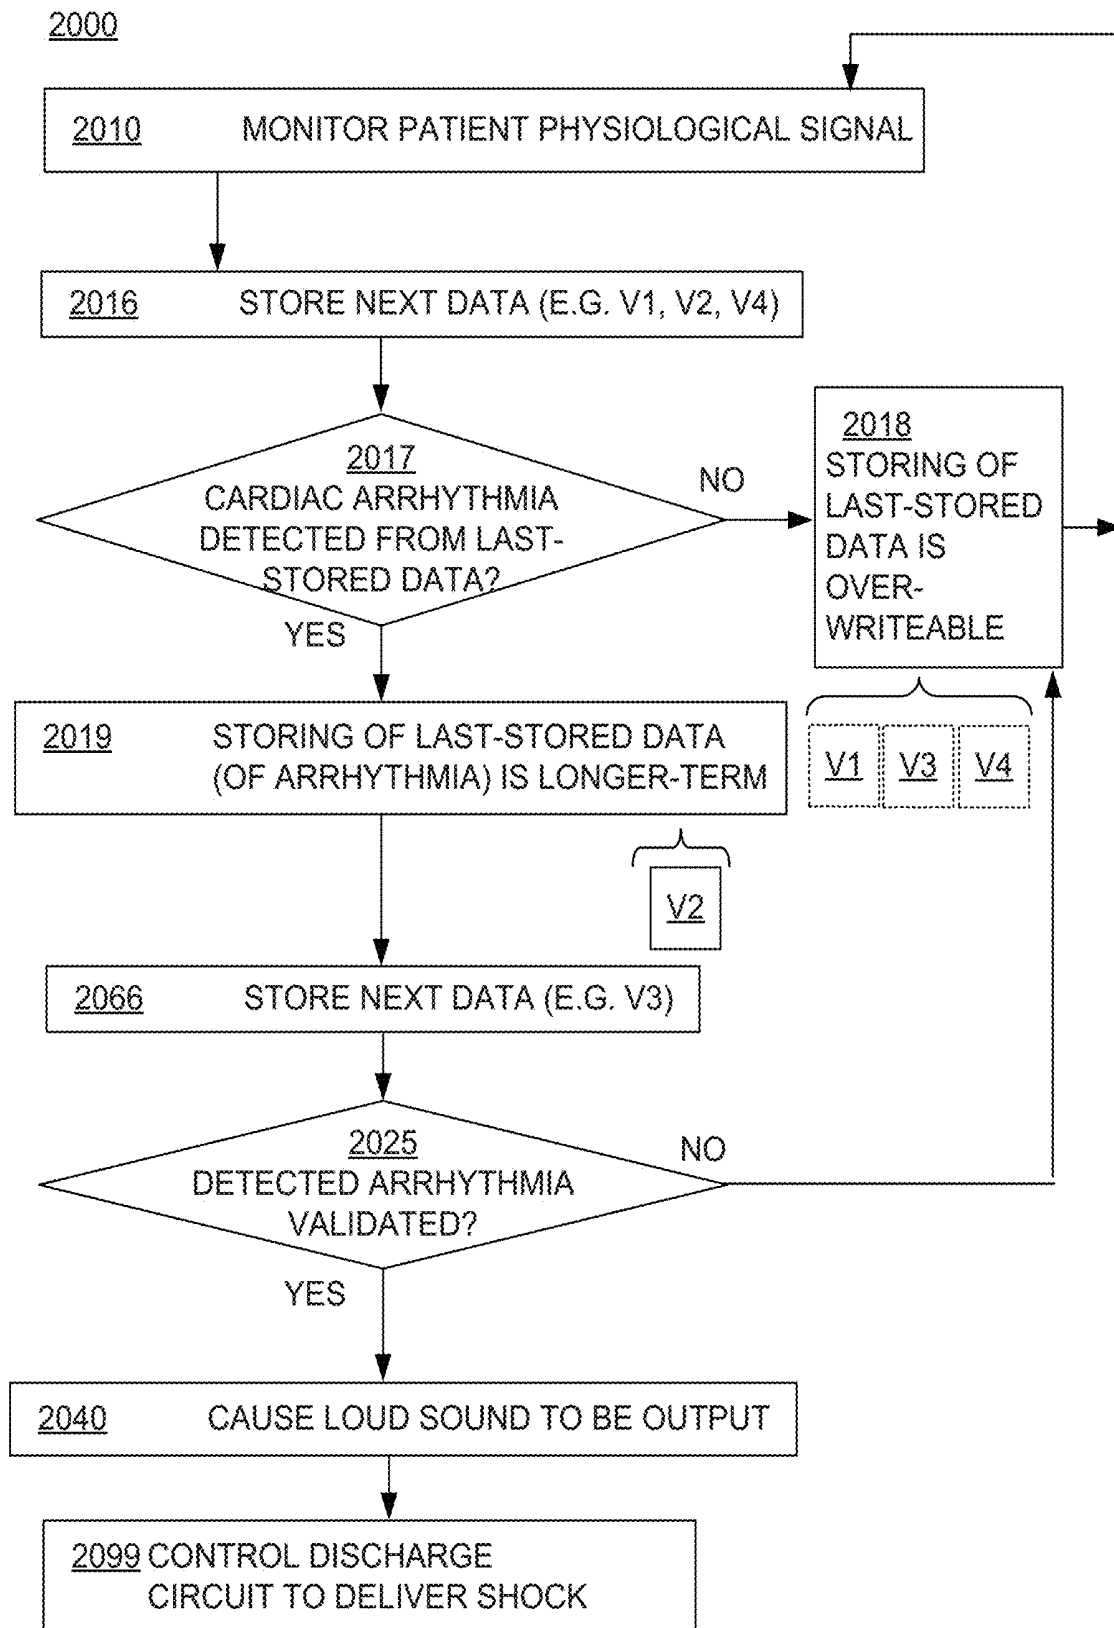 2000
2010 MONITOR PATIENT PHYSIOLOGICAL SIGNAL
2016 STORE NEXT DATA (E.G. V1, V2, V4)
2017
CARDIAC ARRHYTHMIA
DETECTED FROM LAST-
STORED DATA?
NO
YES
2018
STORING OF
LAST-STORED
DATA IS
OVER-
WRITEABLE
V1 V3 V4
2019 STORING OF LAST-STORED DATA
(OF ARRHYTHMIA) IS LONGER-TERM
V2
2066 STORE NEXT DATA (E.G. V3)
2025
DETECTED ARRHYTHMIA
VALIDATED?
NO
YES
2040 CAUSE LOUD SOUND TO BE OUTPUT
2099 CONTROL DISCHARGE
CIRCUIT TO DELIVER SHOCK